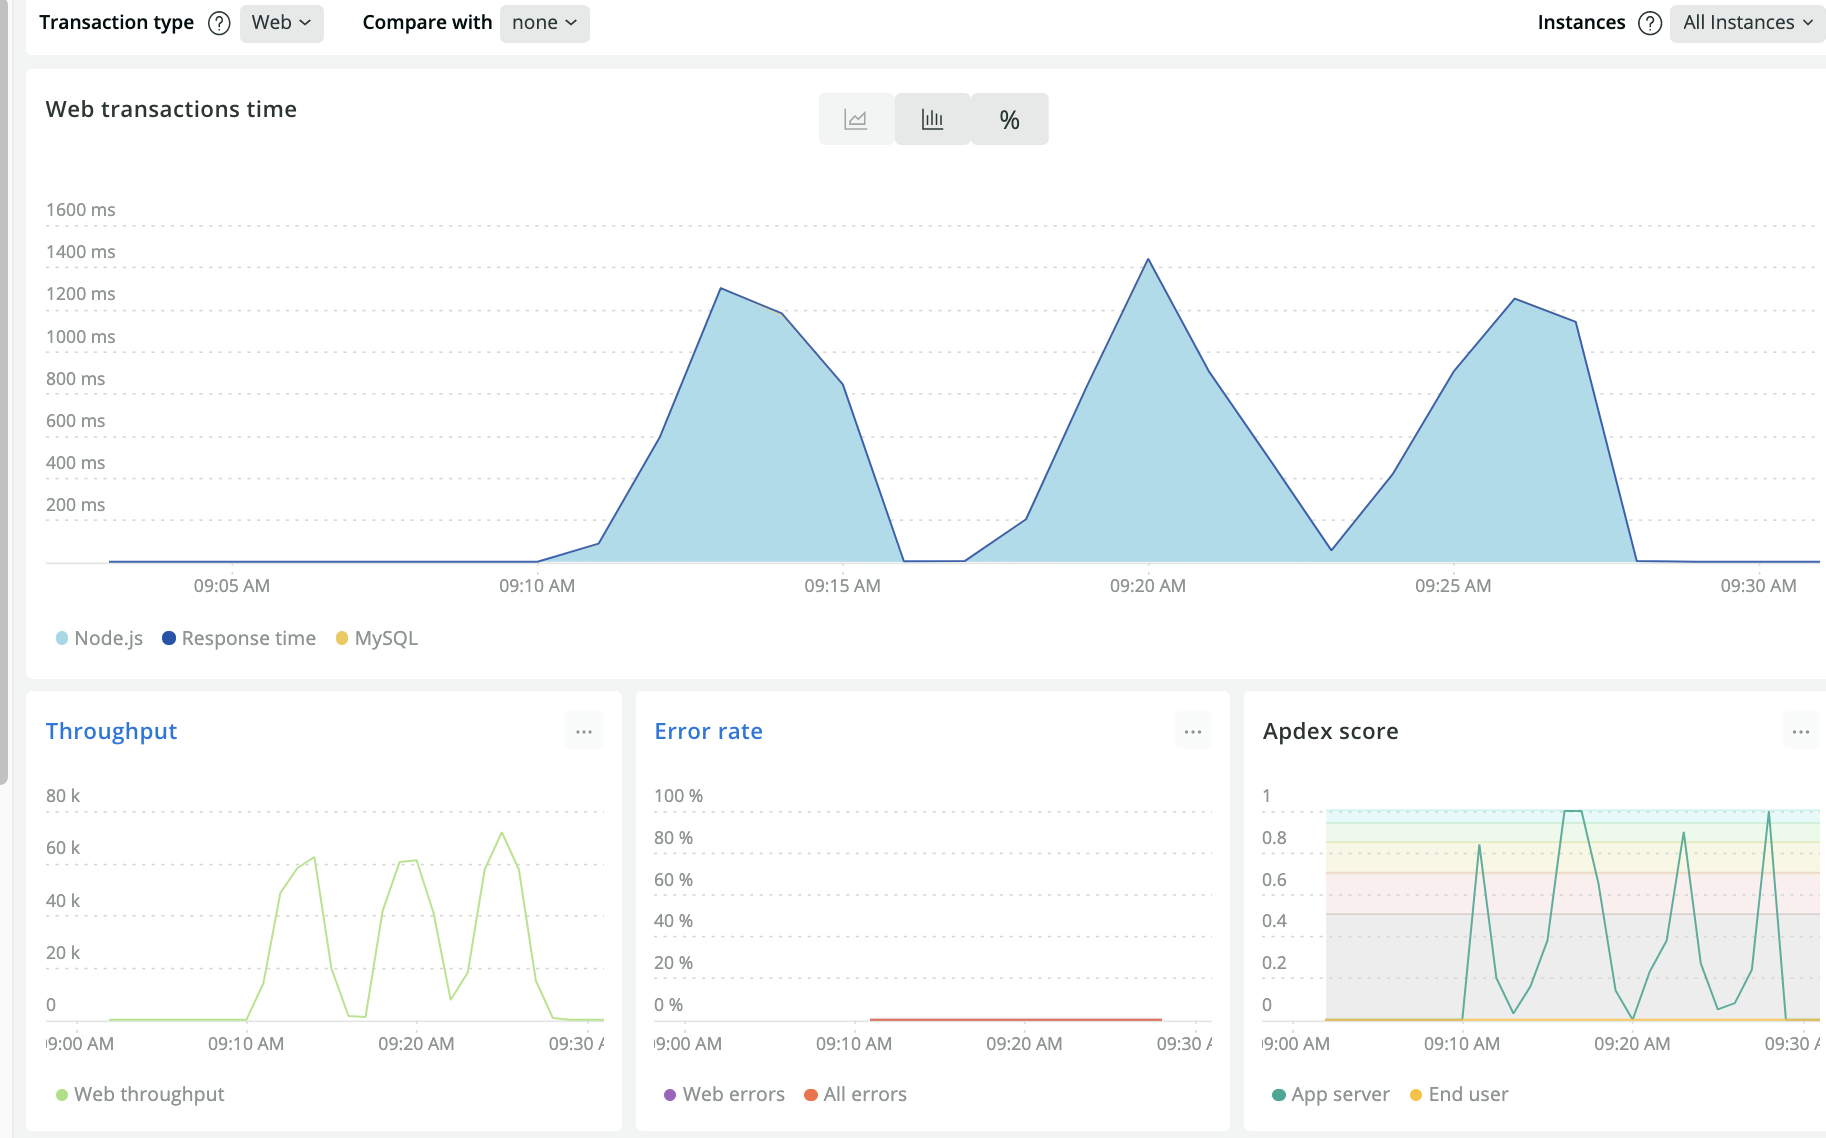 Transaction type ? Web Compare with none Instances ? All Instances
Web transactions time
%
1600 ms
1400 ms
1200 ms
1000 ms
800 ms
600 ms
400 ms
200 ms
09:05 AM 09:10 AM 09:15 AM 09:20 AM 09:25 AM 09:30 AM
Node.js Response time MySQL
Throughput ...
80 k
60 k
40 k
20 k
0
9:00 AM 09:10 AM 09:20 AM 09:30 A
Web throughput
Error rate ...
100 %
80 %
60 %
40 %
20 %
0 %
9:00 AM 09:10 AM 09:20 AM 09:30 A
Web errors All errors
Apdex score ...
1
0.8
0.6
0.4
0.2
0
9:00 AM 09:10 AM 09:20 AM 09:30 A
App server End user